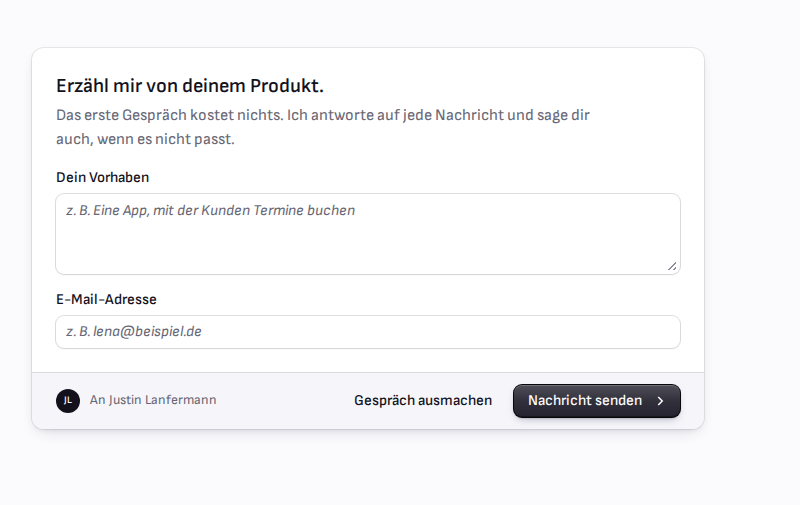 Erzähl mir von deinem Produkt.
Das erste Gespräch kostet nichts. Ich antworte auf jede Nachricht und sage dir
auch, wenn es nicht passt.
Dein Vorhaben
z. B. Eine App, mit der Kunden Termine buchen
E-Mail-Adresse
z. B. lena@beispiel.de
JL An Justin Lanfermann Gespräch ausmachen Nachricht senden